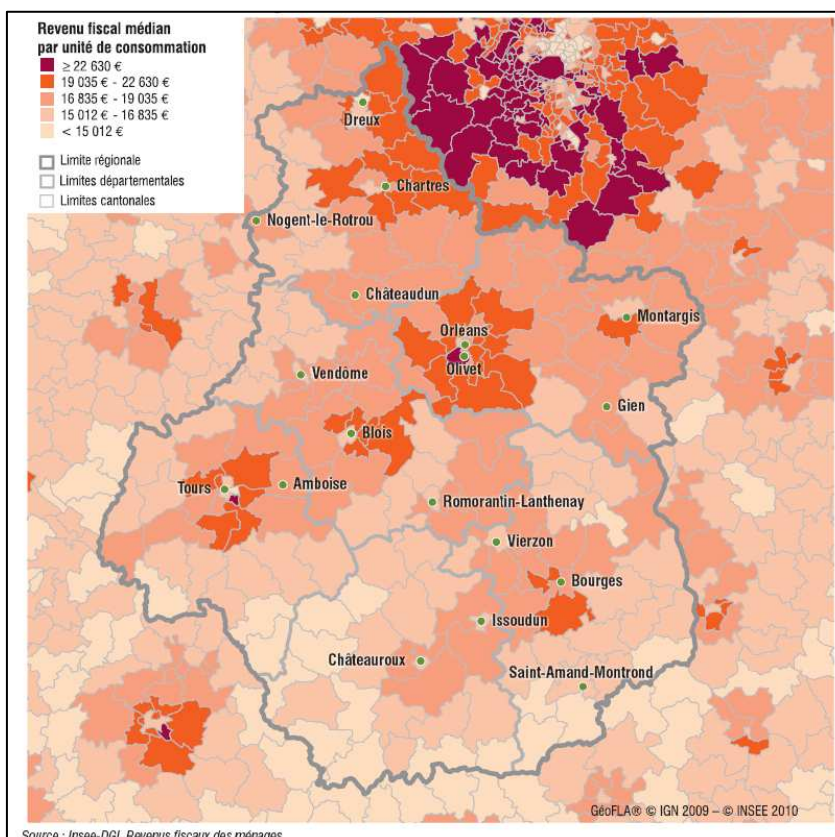 Revenu fiscal médian
par unité de consommation
≥ 22 630 €
19 035 € - 22 630 €
16 835 € - 19 035 €
15 012 € - 16 835 €
< 15 012 €
Limite régionale
Limites départementales
Limites cantonales
Dreux
Chartres
Nogent-le-Rotrou
Châteaudun
Montargis
Orléans
Olivet
Vendôme
Gien
Blois
Tours
Amboise
Romorantin-Lanthenay
Vierzon
Bourges
Issoudun
Châteauroux
Saint-Amand-Montrond
GéoFLA® © IGN 2009 – © INSEE 2010
Source : Insee-DGI, Revenus fiscaux des ménages